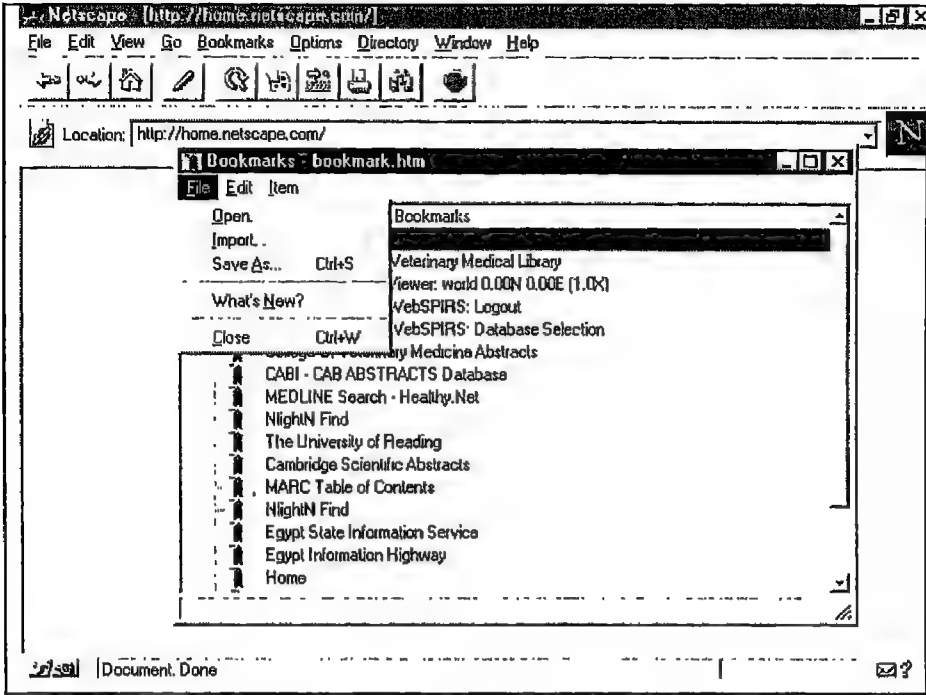 Netscape - [http://home.netscape.com/]
File Edit View Go Bookmarks Options Directory Window Help
Location: http://home.netscape.com/
N
Bookmarks - bookmark.htm
File Edit Item
Open.
Import..
Save As... Ctrl+S
What's New?
Close Ctrl+W
Bookmarks
Veterinary Medical Library
Viewer: world 0.00N 0.00E (1.0X)
WebSPIRS: Logout
WebSPIRS: Database Selection
Medicine Abstracts
CABI - CAB ABSTRACTS Database
MEDLINE Search - Healthy.Net
NlightN Find
The University of Reading
Cambridge Scientific Abstracts
MARC Table of Contents
NlightN Find
Egypt State Information Service
Egypt Information Highway
Home
Document. Done